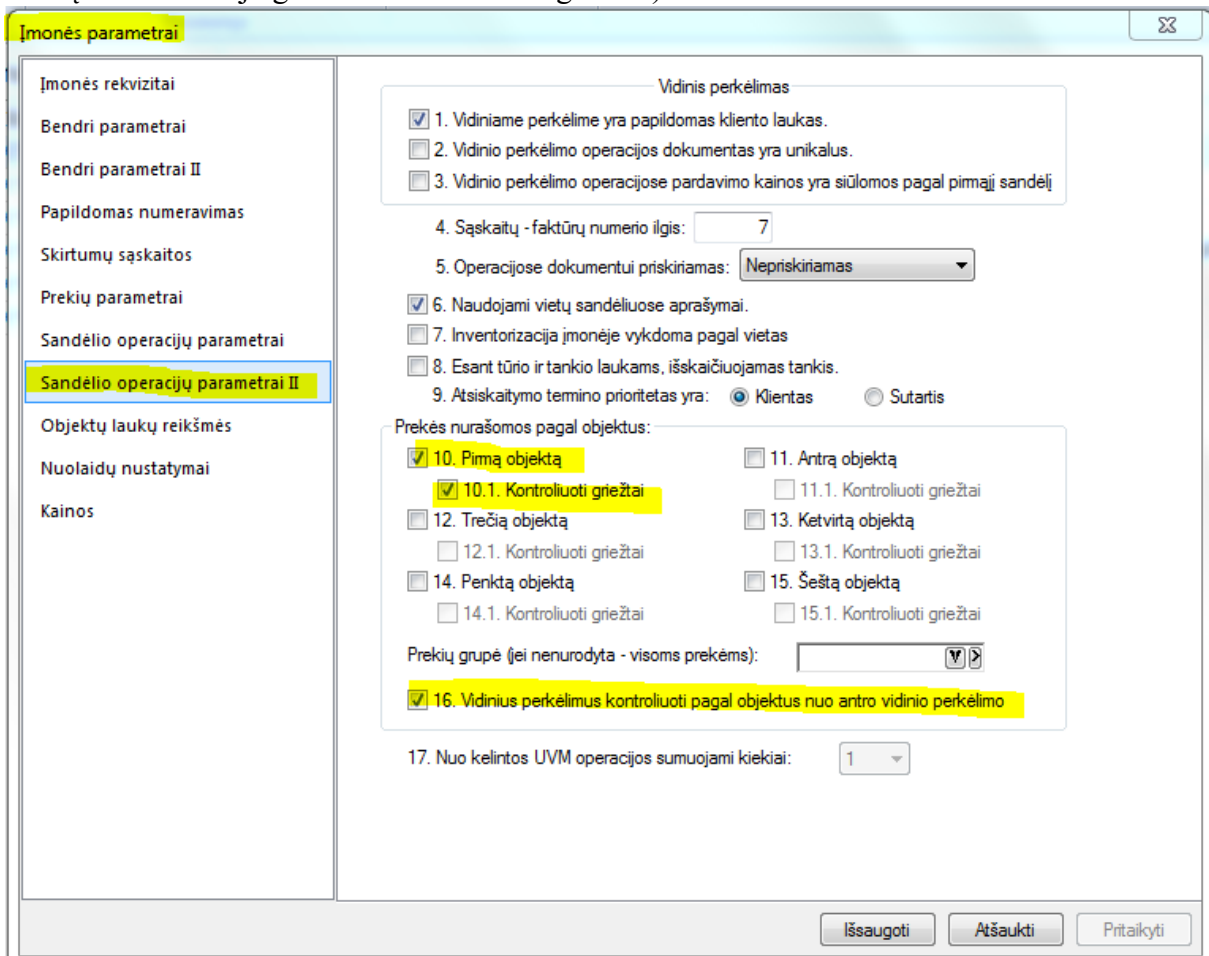 Įmonės parametrai
Įmonės rekvizitai
Bendri parametrai
Bendri parametrai II
Papildomas numeravimas
Skirtumų sąskaitos
Prekių parametrai
Sandėlio operacijų parametrai
Sandėlio operacijų parametrai II
Objektų laukų reikšmės
Nuolaidų nustatymai
Kainos
Vidinis perkėlimas
1. Vidiniame perkėlime yra papildomas kliento laukas.
2. Vidinio perkėlimo operacijos dokumentas yra unikalus.
3. Vidinio perkėlimo operacijose pardavimo kainos yra siūlomos pagal pirmąjį sandėlį
4. Sąskaitų - faktūrų numerio ilgis: 7
5. Operacijose dokumentui priskiriamas: Nepriskiriamas
6. Naudojami vietų sandėliuose aprašymai.
7. Inventorizacija įmonėje vykdoma pagal vietas
8. Esant tūrio ir tankio laukams, išskaičiuojamas tankis.
9. Atsiskaitymo termino prioritetas yra: Klientas Sutartis
Prekės nurašomos pagal objektus:
10. Pirmą objektą 11. Antrą objektą
10.1. Kontroliuoti griežtai 11.1. Kontroliuoti griežtai
12. Trečią objektą 13. Ketvirtą objektą
12.1. Kontroliuoti griežtai 13.1. Kontroliuoti griežtai
14. Penktą objektą 15. Šeštą objektą
14.1. Kontroliuoti griežtai 15.1. Kontroliuoti griežtai
Prekių grupė (jei nenurodyta - visoms prekėms):
16. Vidinius perkėlimus kontroliuoti pagal objektus nuo antro vidinio perkėlimo
17. Nuo kelintos UVM operacijos sumuojami kiekiai: 1
Išsaugoti Atšaukti Pritaikyti